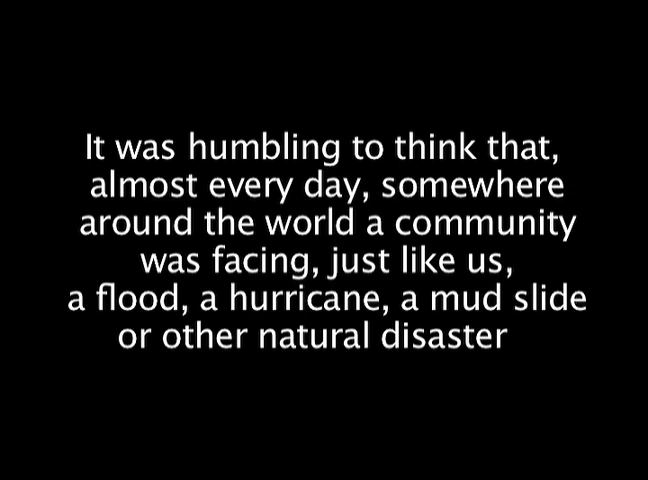 It was humbling to think that,
almost every day, somewhere
around the world a community
was facing, just like us,
a flood, a hurricane, a mud slide
or other natural disaster